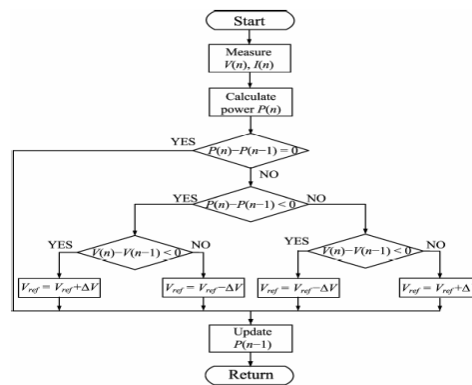 Start
Measure
V(n), I(n)
Calculate
power P(n)
YES
P(n)−P(n−1) = 0
NO
YES
P(n)−P(n−1) < 0
NO
YES
V(n)−V(n−1) < 0
NO
YES
V(n)−V(n−1) < 0
NO
Vref = Vref+ΔV
Vref = Vref−ΔV
Vref = Vref−ΔV
Vref = Vref+Δ
Update
P(n−1)
Return